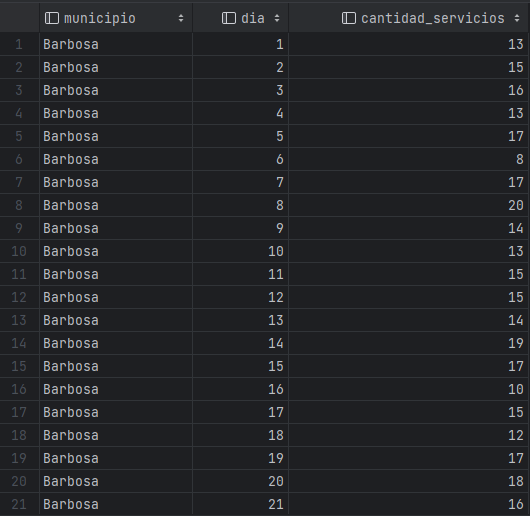 municipio dia cantidad_servicios
1 Barbosa 1 13
2 Barbosa 2 15
3 Barbosa 3 16
4 Barbosa 4 13
5 Barbosa 5 17
6 Barbosa 6 8
7 Barbosa 7 17
8 Barbosa 8 20
9 Barbosa 9 14
10 Barbosa 10 13
11 Barbosa 11 15
12 Barbosa 12 15
13 Barbosa 13 14
14 Barbosa 14 19
15 Barbosa 15 17
16 Barbosa 16 10
17 Barbosa 17 15
18 Barbosa 18 12
19 Barbosa 19 17
20 Barbosa 20 18
21 Barbosa 21 16